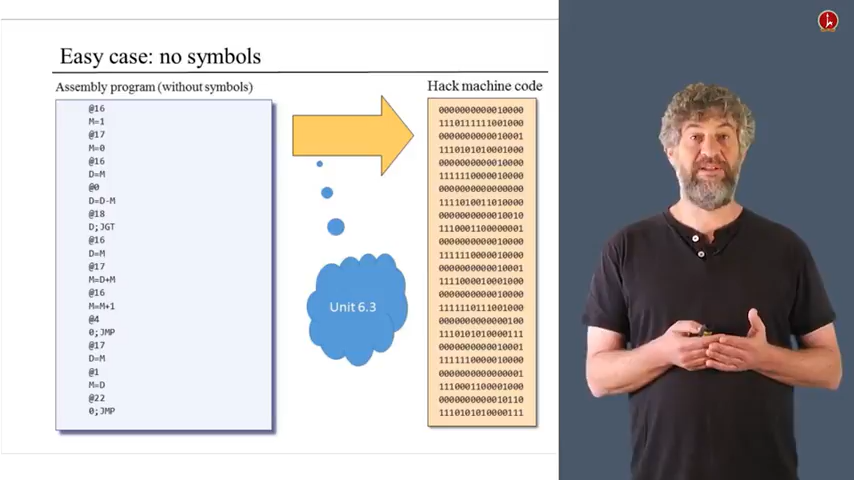 Easy case: no symbols
Assembly program (without symbols)
@16
M=1
@17
M=0
@16
D=M
@0
D=D-M
@18
D;JGT
@16
D=M
@17
M=D+M
@16
M=M+1
@4
0;JMP
@17
D=M
@1
M=D
@22
0;JMP
Unit 6.3
Hack machine code
0000000000010000
1110111111001000
0000000000010001
1110101010001000
0000000000010000
1111110000010000
0000000000000000
1111010011010000
0000000000010010
1110001100000001
0000000000010000
1111110000010000
0000000000010001
1111000010001000
0000000000010000
1111110111001000
0000000000000100
1110101010000111
0000000000010001
1111110000010000
0000000000000001
1110001100001000
0000000000010110
1110101010000111